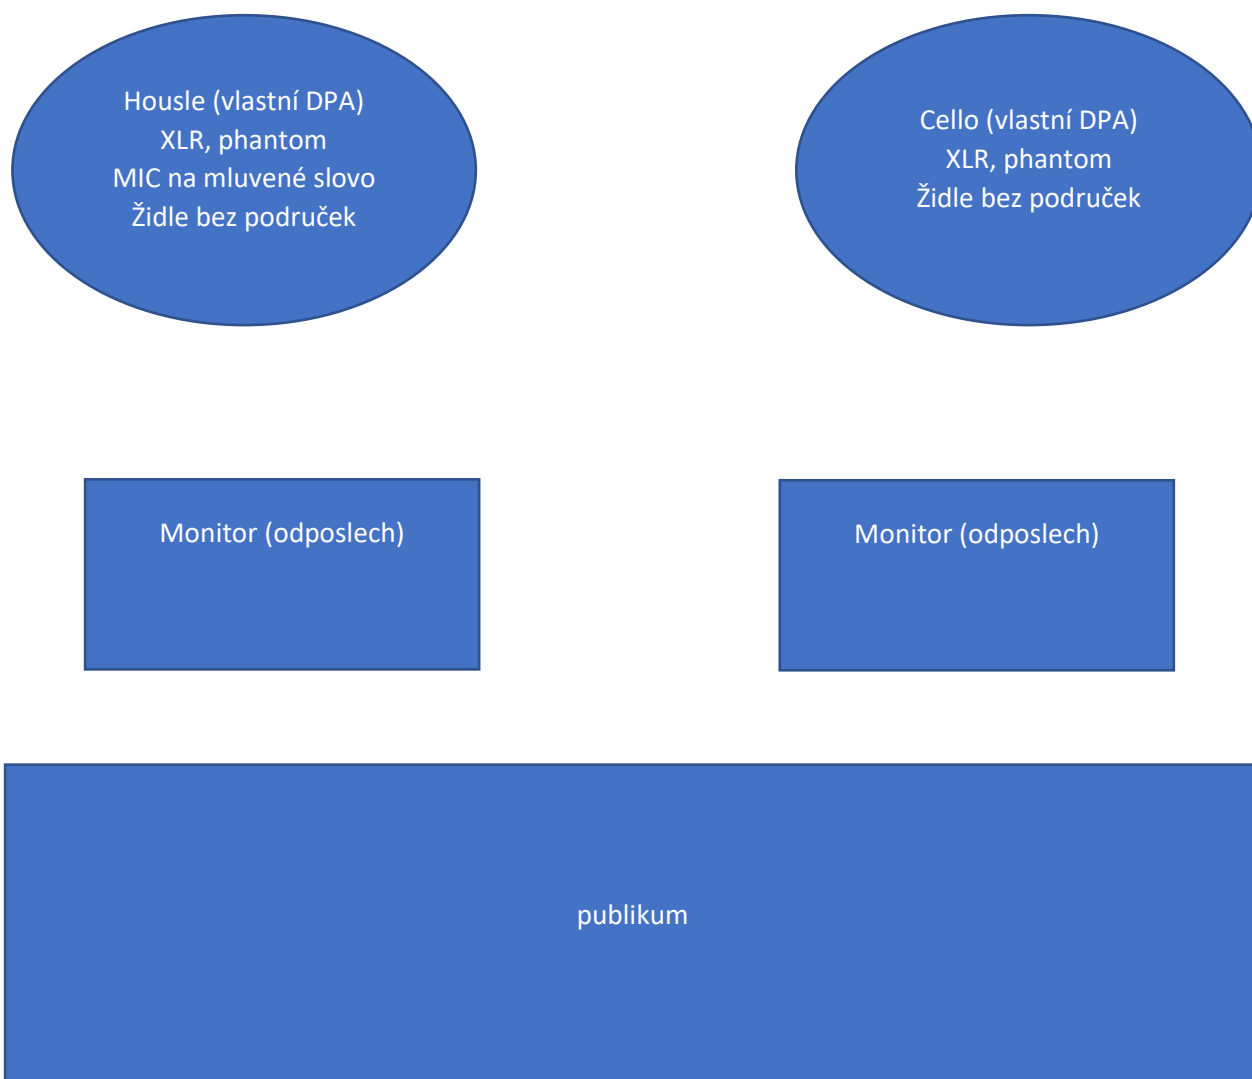 Housle (vlastní DPA)
XLR, phantom
MIC na mluvené slovo
Židle bez područek
Cello (vlastní DPA)
XLR, phantom
Židle bez područek
Monitor (odposlech)
Monitor (odposlech)
publikum